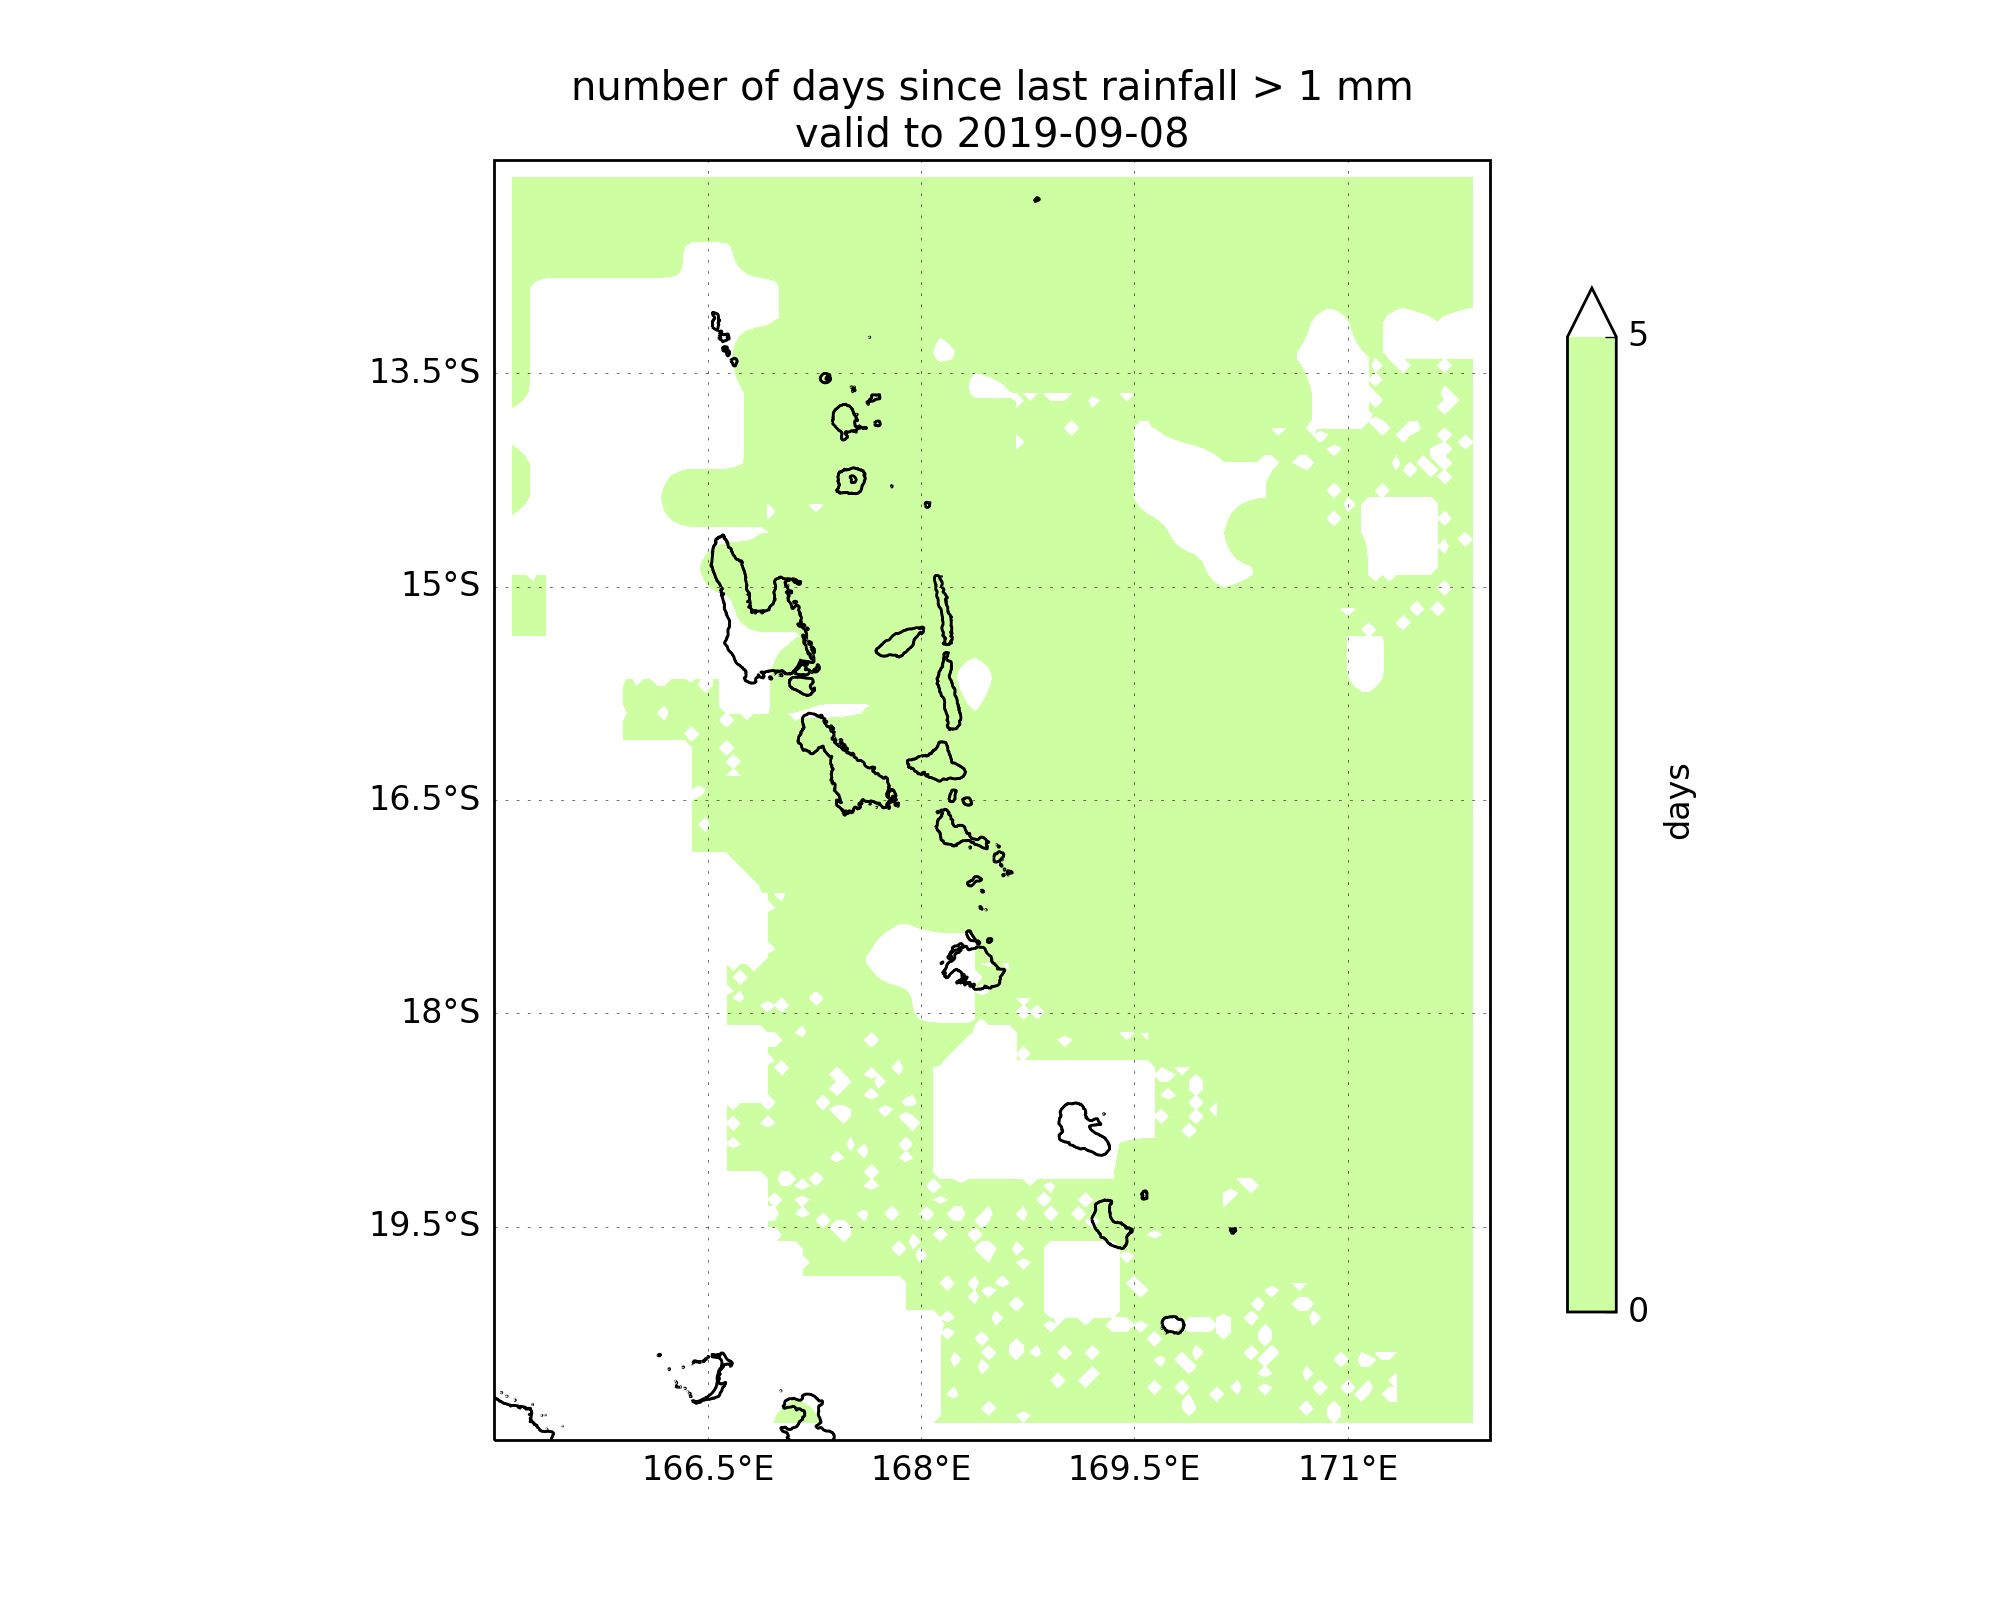 number of days since last rainfall > 1 mm
valid to 2019-09-08
13.5°S
15°S
16.5°S
18°S
19.5°S
166.5°E
168°E
169.5°E
171°E
5
0
days